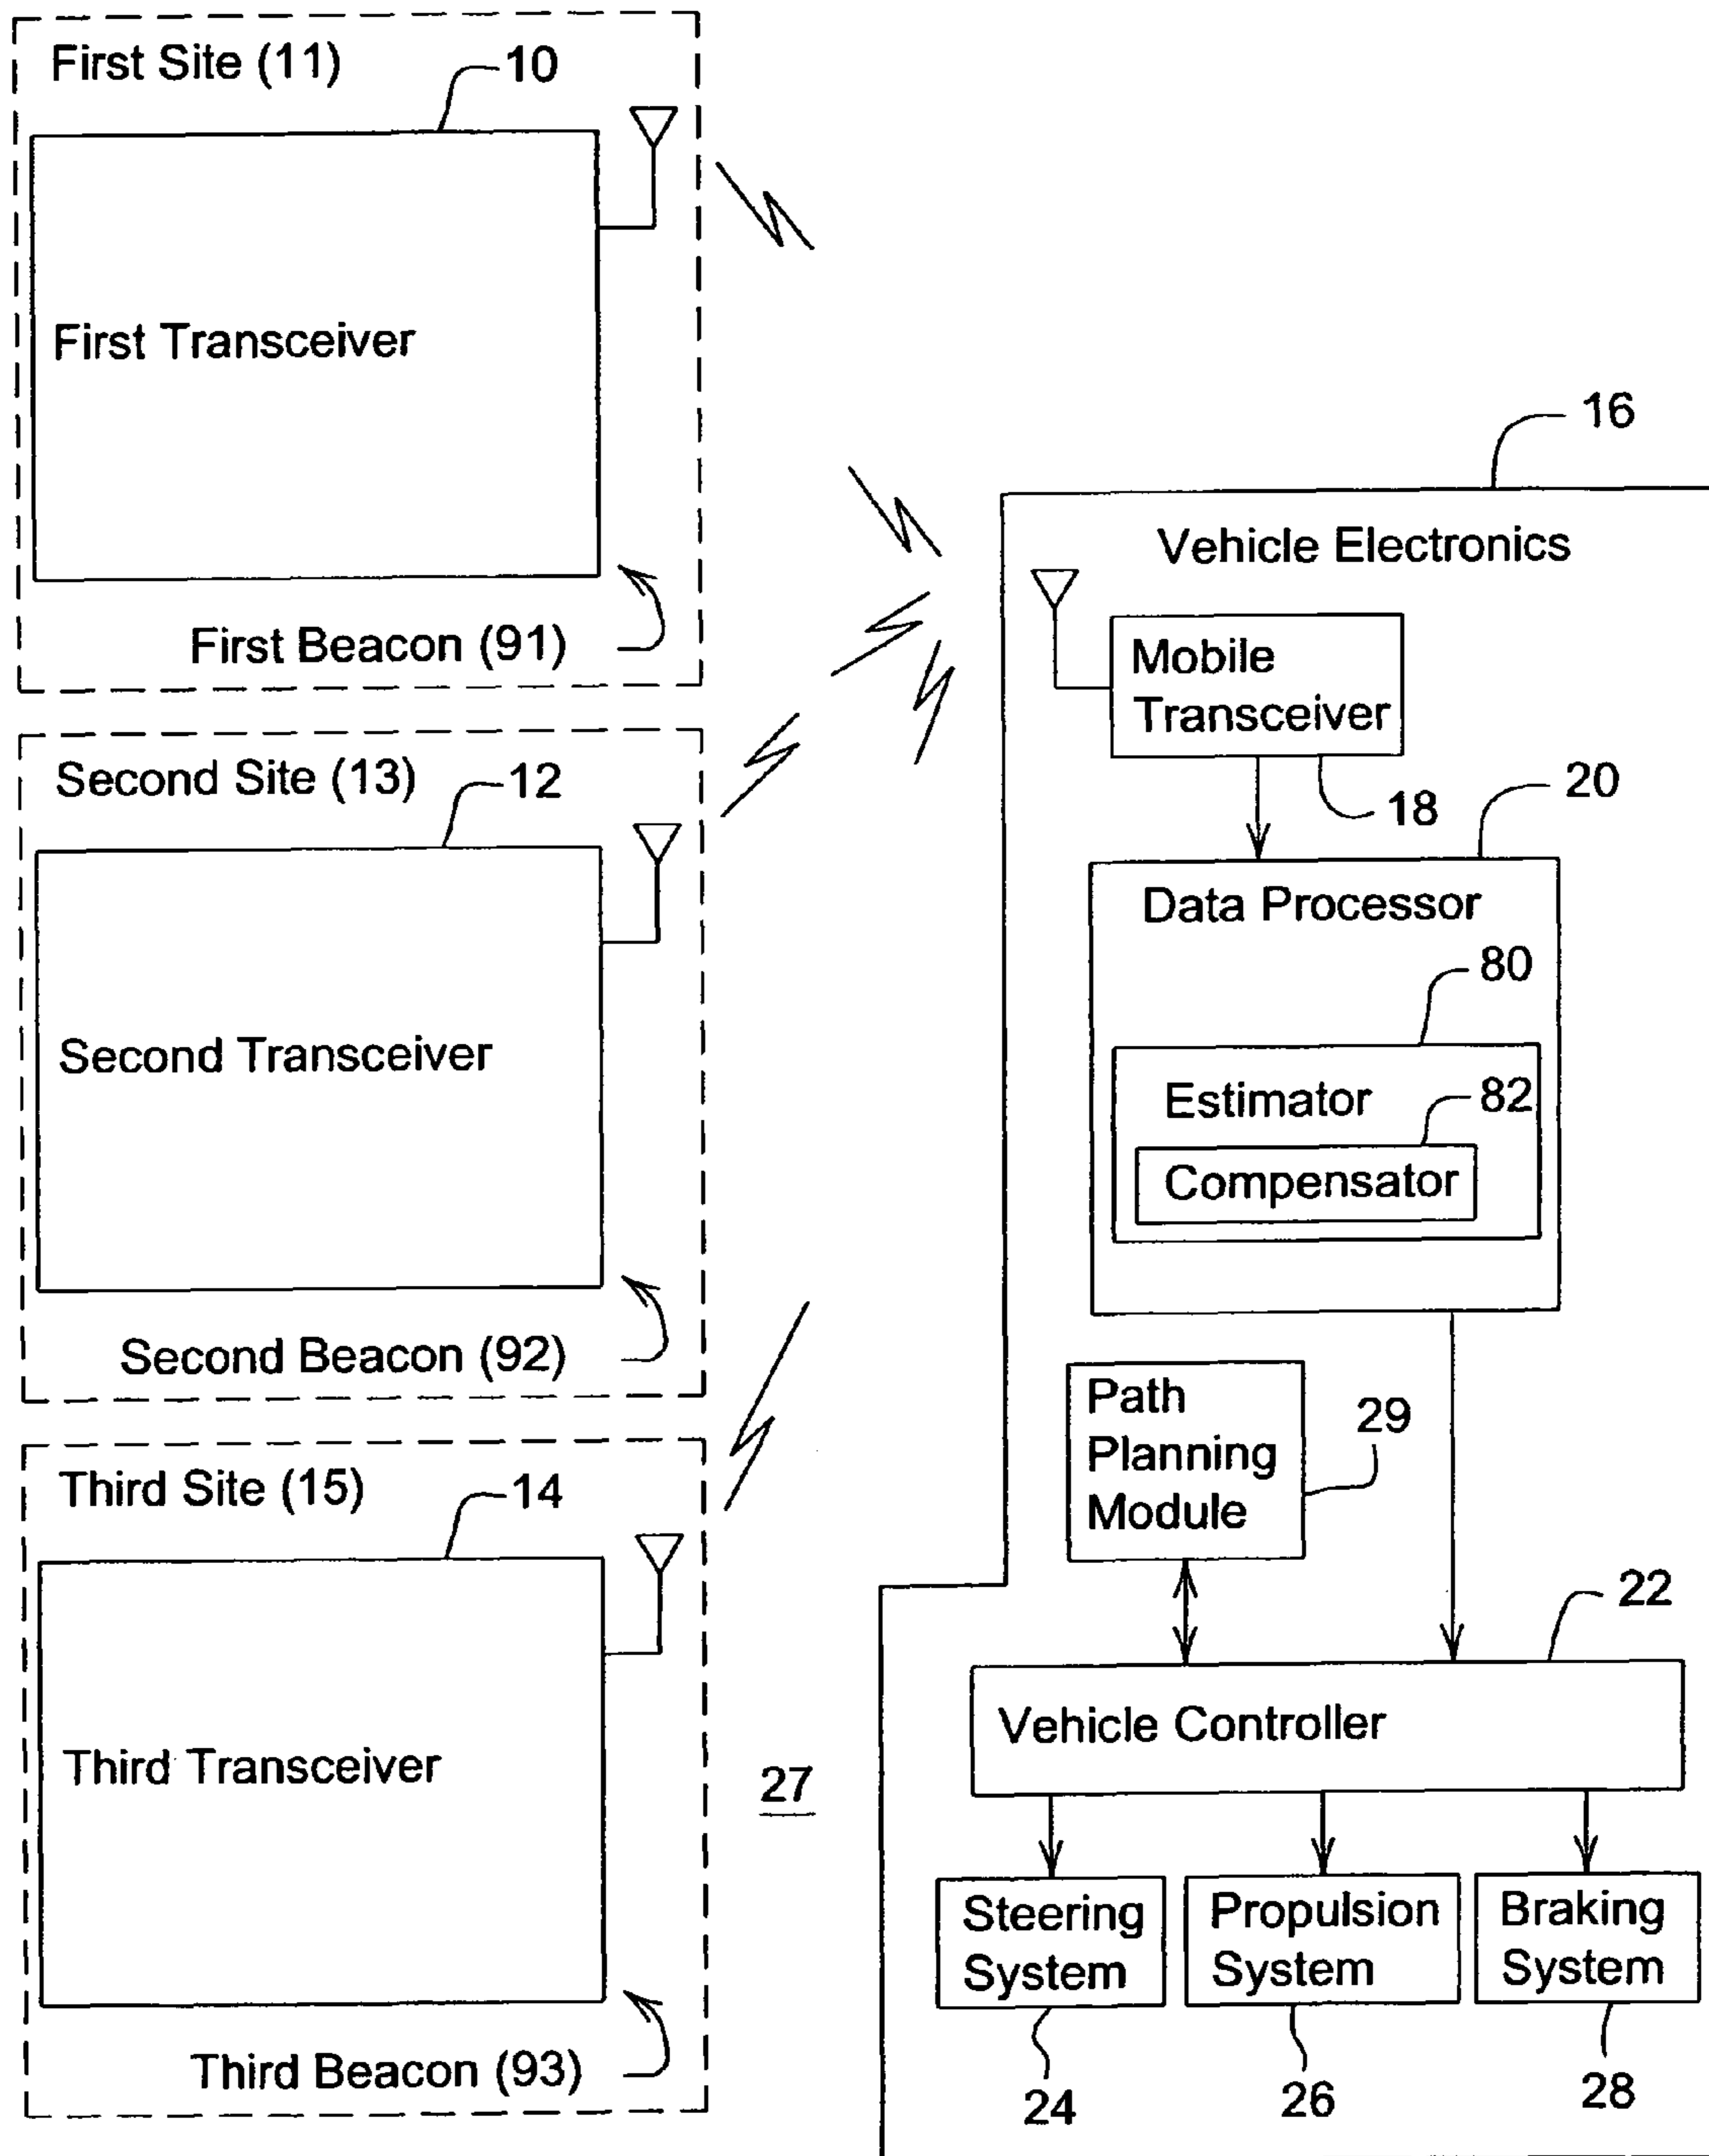 First Site (11)
10
First Transceiver
First Beacon (91)
Second Site (13)
12
Second Transceiver
Second Beacon (92)
Third Site (15)
14
Third Transceiver
Third Beacon (93)
27
16
Vehicle Electronics
Mobile
Transceiver
18
20
Data Processor
80
Estimator
82
Compensator
Path
Planning
Module
29
22
Vehicle Controller
Steering
System
Propulsion
System
Braking
System
24
26
28